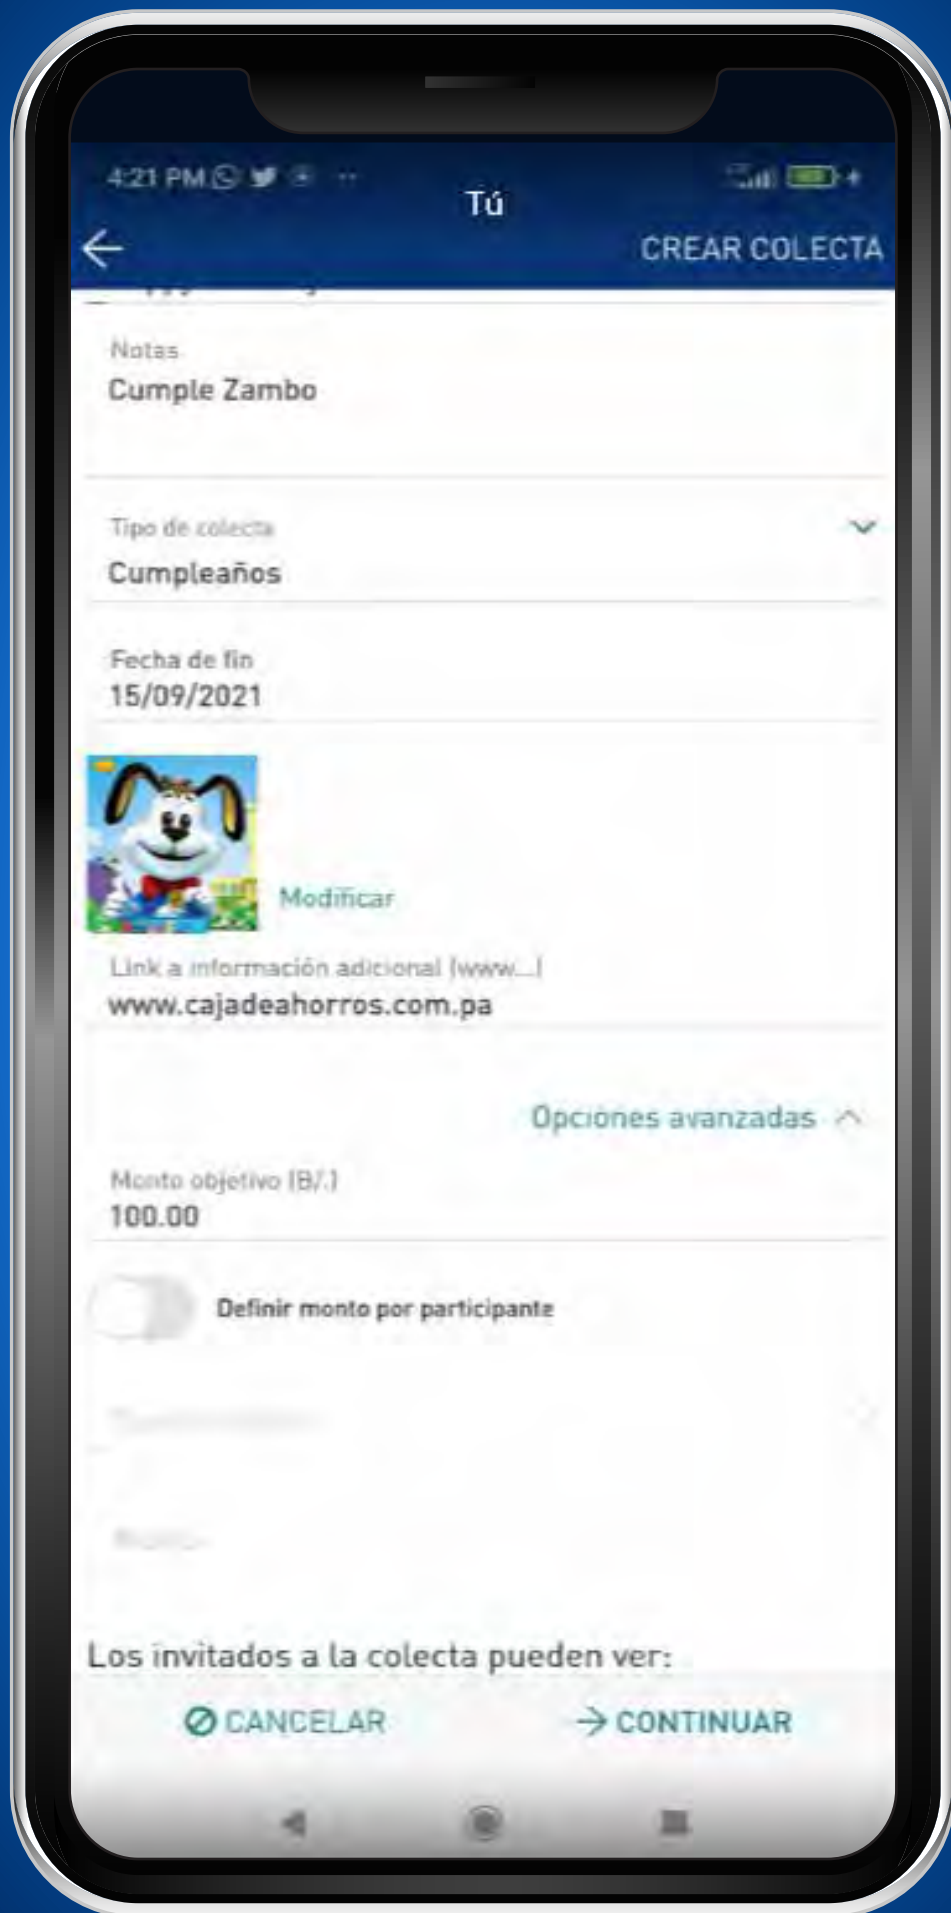 4:21 PM
Tú
CREAR COLECTA
Notas
Cumple Zambo
Tipo de colecta
Cumpleaños
Fecha de fin
15/09/2021
Modificar
Link a información adicional (www...)
www.cajadeahorros.com.pa
Opciones avanzadas
Monto objetivo (B/.)
100.00
Definir monto por participante
Los invitados a la colecta pueden ver:
CANCELAR
CONTINUAR